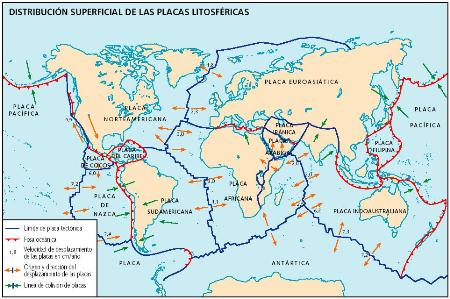 DISTRIBUCIÓN SUPERFICIAL DE LAS PLACAS LITOSFÉRICAS
PLACA EUROASIÁTICA
PLACA
NORTEAMERICANA
PLACA
PACÍFICA
PLACA
PACÍFICA
PLACA
IRÁNICA
PLACA
ARÁBIGA
PLACA
FILIPINA
PLACA
DEL CARIBE
PLACA
DE COCOS
PLACA
DE
NAZCA
PLACA
SUDAMERICANA
PLACA
AFRICANA
PLACA INDOAUSTRALIANA
PLACA
ANTÁRTICA
Límite de placa tectónica
Fosa oceánica
Velocidad de desplazamiento
de las placas en cm/año
Origen y dirección del
desplazamiento de las placas
Línea de colisión de placas